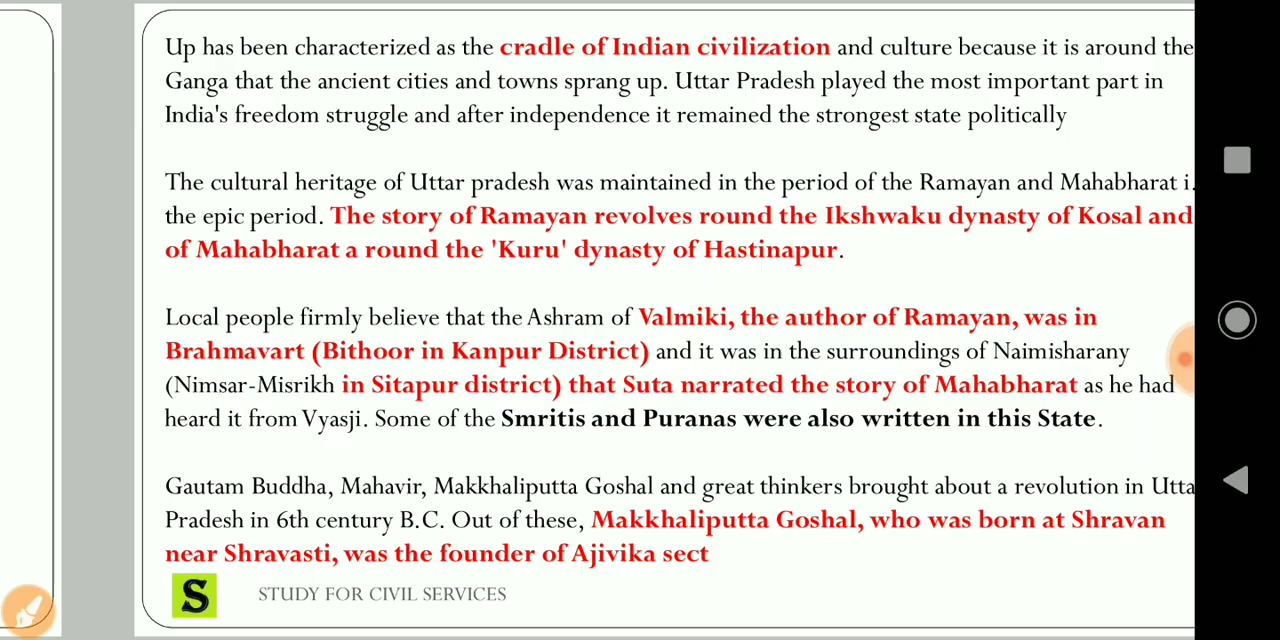 Up has been characterized as the cradle of Indian civilization and culture because it is around the
Ganga that the ancient cities and towns sprang up. Uttar Pradesh played the most important part in
India's freedom struggle and after independence it remained the strongest state politically
The cultural heritage of Uttar pradesh was maintained in the period of the Ramayan and Mahabharat i.
the epic period. The story of Ramayan revolves round the Ikshwaku dynasty of Kosal and
of Mahabharat a round the 'Kuru' dynasty of Hastinapur.
Local people firmly believe that the Ashram of Valmiki, the author of Ramayan, was in
Brahmavart (Bithoor in Kanpur District) and it was in the surroundings of Naimisharany
(Nimsar-Misrikh in Sitapur district) that Suta narrated the story of Mahabharat as he had
heard it from Vyasji. Some of the Smritis and Puranas were also written in this State.
Gautam Buddha, Mahavir, Makkhaliputta Goshal and great thinkers brought about a revolution in Utta
Pradesh in 6th century B.C. Out of these, Makkhaliputta Goshal, who was born at Shravan
near Shravasti, was the founder of Ajivika sect
S STUDY FOR CIVIL SERVICES